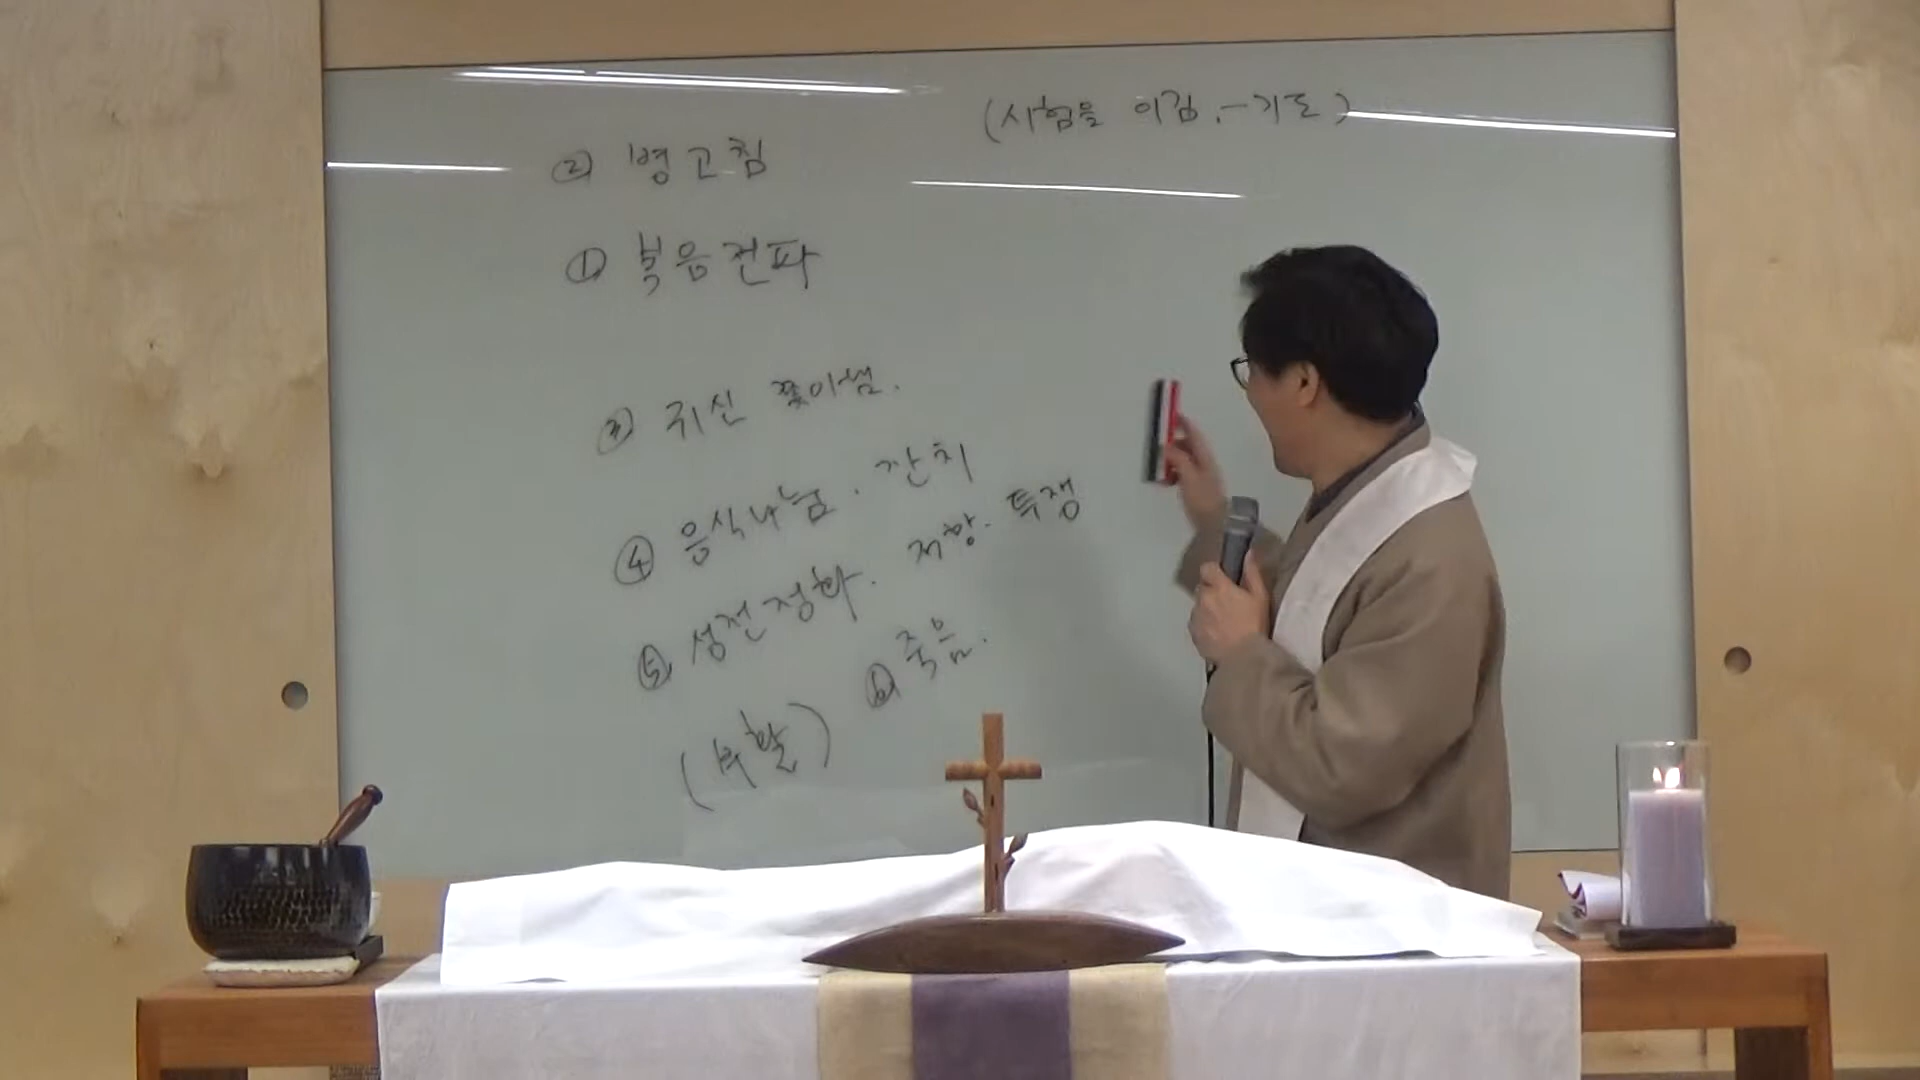 (시험을 이김.-기도)
② 병고침
① 복음전파
③ 귀신 쫓아냄.
④ 음식나눔. 잔치
⑤ 성전정화. 저항. 투쟁
⑥ 죽음.
(부활)